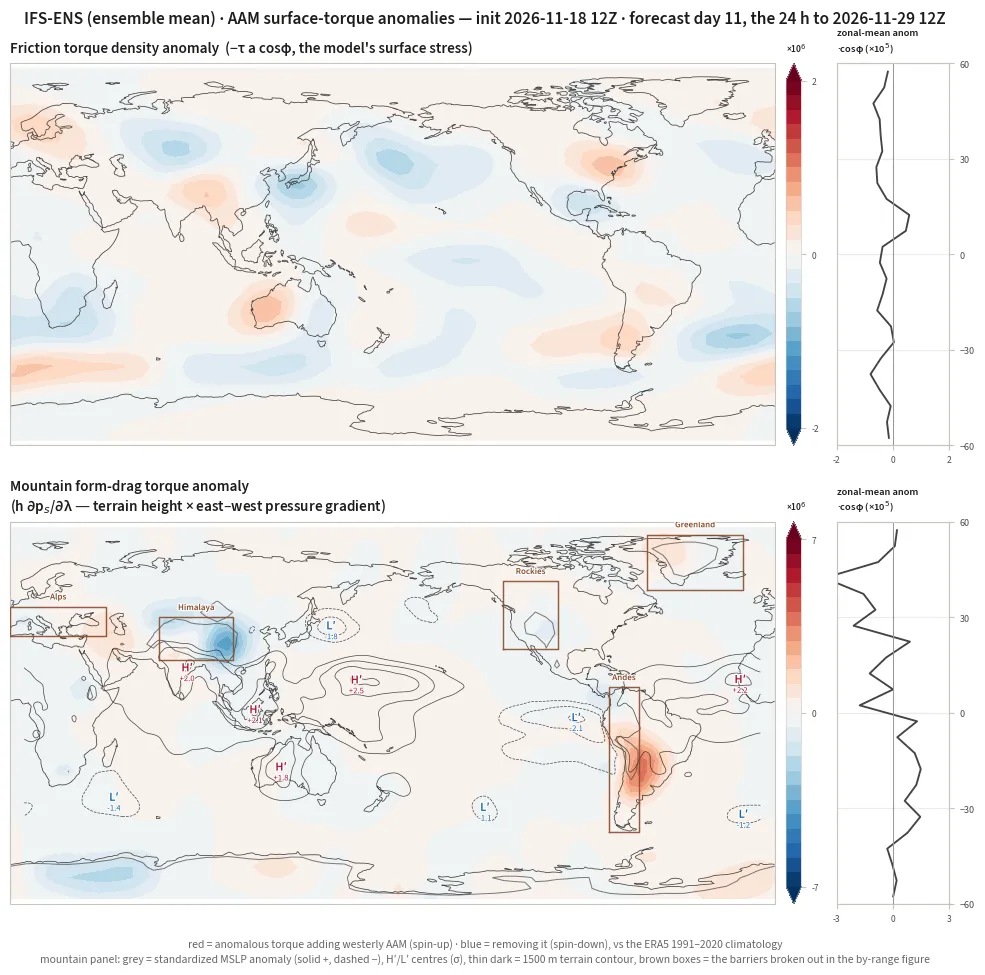 IFS-ENS (ensemble mean) · AAM surface-torque anomalies — init 2026-11-18 12Z · forecast day 11, the 24 h to 2026-11-29 12Z
Friction torque density anomaly (−τ a cosφ, the model's surface stress)
×10⁶
zonal-mean anom
·cosφ (×10⁵)
2
0
-2
60
30
0
−30
−60
-2
0
2
Mountain form-drag torque anomaly
(h ∂pₛ/∂λ — terrain height × east–west pressure gradient)
×10⁶
zonal-mean anom
·cosφ (×10⁵)
Greenland
Rockies
Alps
Himalaya
Andes
L'
-1.8
H'
+2.0
H'
+2.5
H'
+2.2
H'
+2.1
L'
-2.1
H'
+1.8
L'
-1.4
L'
-1.1
L'
-1.2
7
0
-7
60
30
0
−30
−60
-3
0
3
red = anomalous torque adding westerly AAM (spin-up) · blue = removing it (spin-down), vs the ERA5 1991–2020 climatology
mountain panel: grey = standardized MSLP anomaly (solid +, dashed −), H'/L' centres (σ), thin dark = 1500 m terrain contour, brown boxes = the barriers broken out in the by-range figure